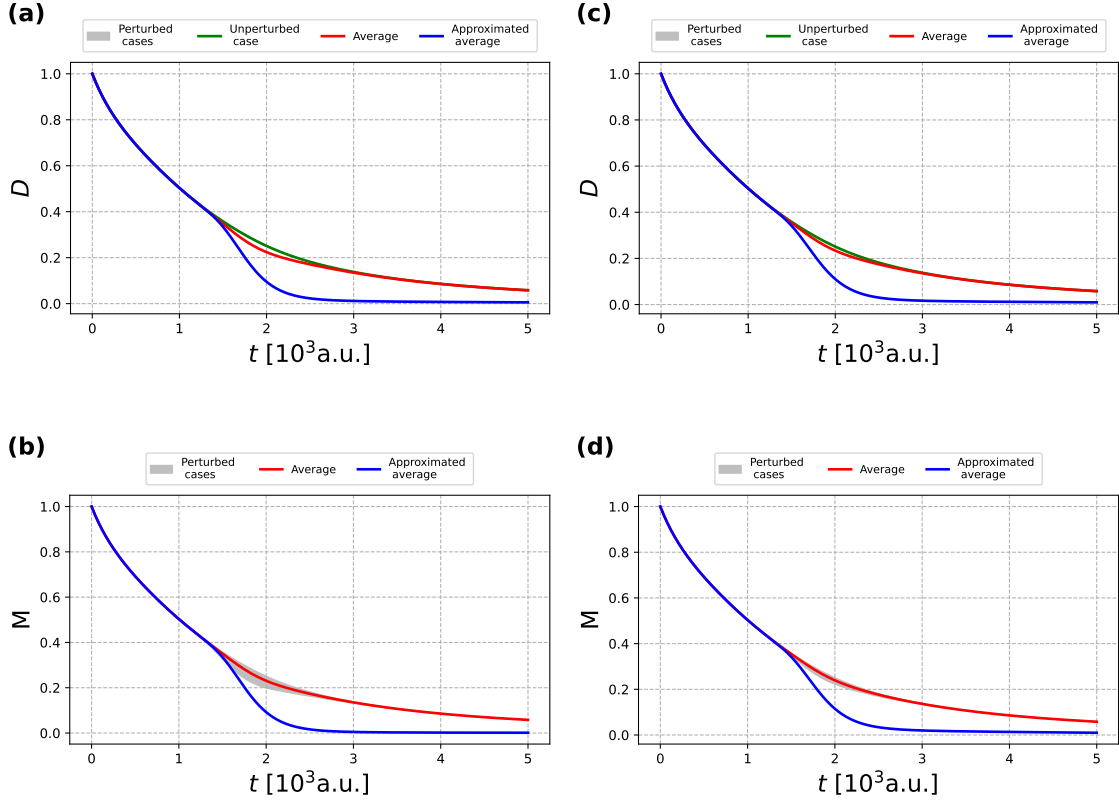 (a)
Perturbed cases
Unperturbed case
Average
Approximated average
1.0
0.8
0.6
0.4
0.2
0.0
D
0 1 2 3 4 5
t [10³a.u.]
(c)
Perturbed cases
Unperturbed case
Average
Approximated average
1.0
0.8
0.6
0.4
0.2
0.0
D
0 1 2 3 4 5
t [10³a.u.]
(b)
Perturbed cases
Average
Approximated average
1.0
0.8
0.6
0.4
0.2
0.0
M
0 1 2 3 4 5
t [10³a.u.]
(d)
Perturbed cases
Average
Approximated average
1.0
0.8
0.6
0.4
0.2
0.0
M
0 1 2 3 4 5
t [10³a.u.]